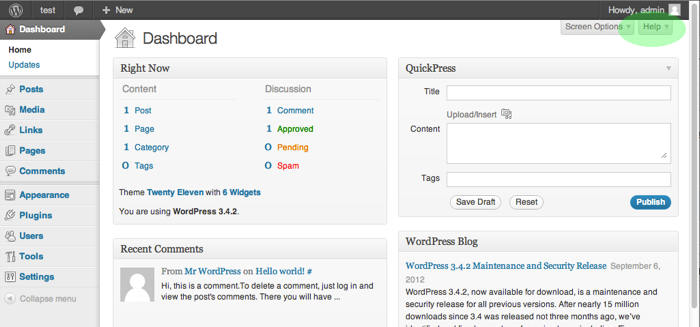 test + New Howdy, admin
Screen Options Help
Dashboard
Home
Updates
Posts
Media
Links
Pages
Comments
Appearance
Plugins
Users
Tools
Settings
Collapse menu
Dashboard
Right Now
Content Discussion
1 Post 1 Comment
1 Page 1 Approved
1 Category 0 Pending
0 Tags 0 Spam
Theme Twenty Eleven with 6 Widgets
You are using WordPress 3.4.2.
Recent Comments
From Mr WordPress on Hello world! #
Hi, this is a comment.To delete a comment, just log in and
view the post's comments. There you will have ...
QuickPress
Title
Upload/Insert
Content
Tags
Save Draft Reset Publish
WordPress Blog
WordPress 3.4.2 Maintenance and Security Release September 6,
2012
WordPress 3.4.2, now available for download, is a maintenance
and security release for all previous versions. After nearly 15 million
downloads since 3.4 was released not three months ago, we've